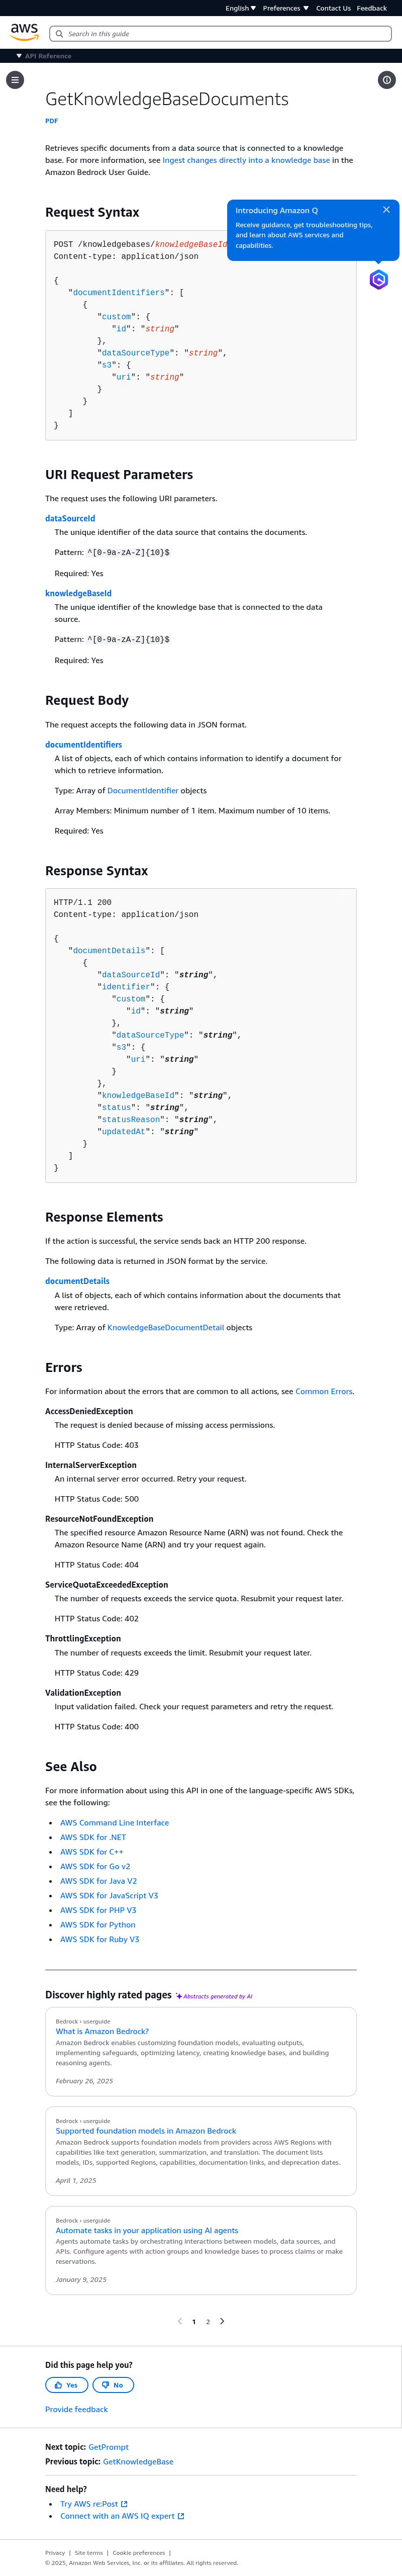 English Preferences Contact Us Feedback
aws
Search in this guide
API Reference
GetKnowledgeBaseDocuments
PDF
Retrieves specific documents from a data source that is connected to a knowledge
base. For more information, see Ingest changes directly into a knowledge base in the
Amazon Bedrock User Guide.
Request Syntax
Introducing Amazon Q
Receive guidance, get troubleshooting tips,
and learn about AWS services and
capabilities.
POST /knowledgebases/knowledgeBaseId
Content-type: application/json
{
"documentIdentifiers": [
{
"custom": {
"id": "string"
},
"dataSourceType": "string",
"s3": {
"uri": "string"
}
}
]
}
URI Request Parameters
The request uses the following URI parameters.
dataSourceId
The unique identifier of the data source that contains the documents.
Pattern: ^[0-9a-zA-Z]{10}$
Required: Yes
knowledgeBaseId
The unique identifier of the knowledge base that is connected to the data
source.
Pattern: ^[0-9a-zA-Z]{10}$
Required: Yes
Request Body
The request accepts the following data in JSON format.
documentIdentifiers
A list of objects, each of which contains information to identify a document for
which to retrieve information.
Type: Array of DocumentIdentifier objects
Array Members: Minimum number of 1 item. Maximum number of 10 items.
Required: Yes
Response Syntax
HTTP/1.1 200
Content-type: application/json
{
"documentDetails": [
{
"dataSourceId": "string",
"identifier": {
"custom": {
"id": "string"
},
"dataSourceType": "string",
"s3": {
"uri": "string"
}
},
"knowledgeBaseId": "string",
"status": "string",
"statusReason": "string",
"updatedAt": "string"
}
]
}
Response Elements
If the action is successful, the service sends back an HTTP 200 response.
The following data is returned in JSON format by the service.
documentDetails
A list of objects, each of which contains information about the documents that
were retrieved.
Type: Array of KnowledgeBaseDocumentDetail objects
Errors
For information about the errors that are common to all actions, see Common Errors.
AccessDeniedException
The request is denied because of missing access permissions.
HTTP Status Code: 403
InternalServerException
An internal server error occurred. Retry your request.
HTTP Status Code: 500
ResourceNotFoundException
The specified resource Amazon Resource Name (ARN) was not found. Check the
Amazon Resource Name (ARN) and try your request again.
HTTP Status Code: 404
ServiceQuotaExceededException
The number of requests exceeds the service quota. Resubmit your request later.
HTTP Status Code: 402
ThrottlingException
The number of requests exceeds the limit. Resubmit your request later.
HTTP Status Code: 429
ValidationException
Input validation failed. Check your request parameters and retry the request.
HTTP Status Code: 400
See Also
For more information about using this API in one of the language-specific AWS SDKs,
see the following:
• AWS Command Line Interface
• AWS SDK for .NET
• AWS SDK for C++
• AWS SDK for Go v2
• AWS SDK for Java V2
• AWS SDK for JavaScript V3
• AWS SDK for PHP V3
• AWS SDK for Python
• AWS SDK for Ruby V3
Discover highly rated pages Abstracts generated by AI
Bedrock › userguide
What is Amazon Bedrock?
Amazon Bedrock enables customizing foundation models, evaluating outputs,
implementing safeguards, optimizing latency, creating knowledge bases, and building
reasoning agents.
February 26, 2025
Bedrock › userguide
Supported foundation models in Amazon Bedrock
Amazon Bedrock supports foundation models from providers across AWS Regions with
capabilities like text generation, summarization, and translation. The document lists
models, IDs, supported Regions, capabilities, documentation links, and deprecation dates.
April 1, 2025
Bedrock › userguide
Automate tasks in your application using AI agents
Agents automate tasks by orchestrating interactions between models, data sources, and
APIs. Configure agents with action groups and knowledge bases to process claims or make
reservations.
January 9, 2025
1 2
Did this page help you?
Yes No
Provide feedback
Next topic: GetPrompt
Previous topic: GetKnowledgeBase
Need help?
• Try AWS re:Post
• Connect with an AWS IQ expert
Privacy | Site terms | Cookie preferences |
© 2025, Amazon Web Services, Inc. or its affiliates. All rights reserved.